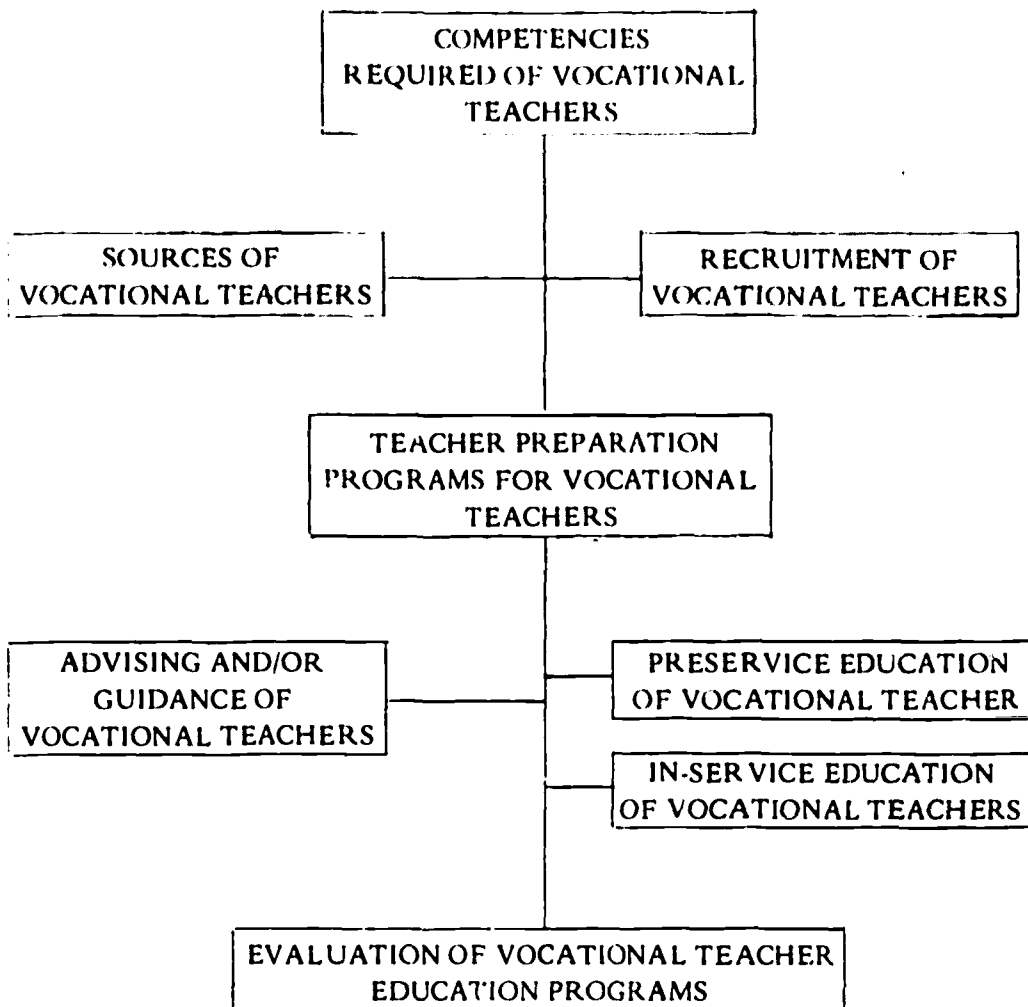 COMPETENCIES
REQUIRED OF VOCATIONAL
TEACHERS
SOURCES OF
VOCATIONAL TEACHERS
RECRUITMENT OF
VOCATIONAL TEACHERS
TEACHER PREPARATION
PROGRAMS FOR VOCATIONAL
TEACHERS
ADVISING AND/OR
GUIDANCE OF
VOCATIONAL TEACHERS
PRESERVICE EDUCATION
OF VOCATIONAL TEACHER
IN-SERVICE EDUCATION
OF VOCATIONAL TEACHERS
EVALUATION OF VOCATIONAL TEACHER
EDUCATION PROGRAMS